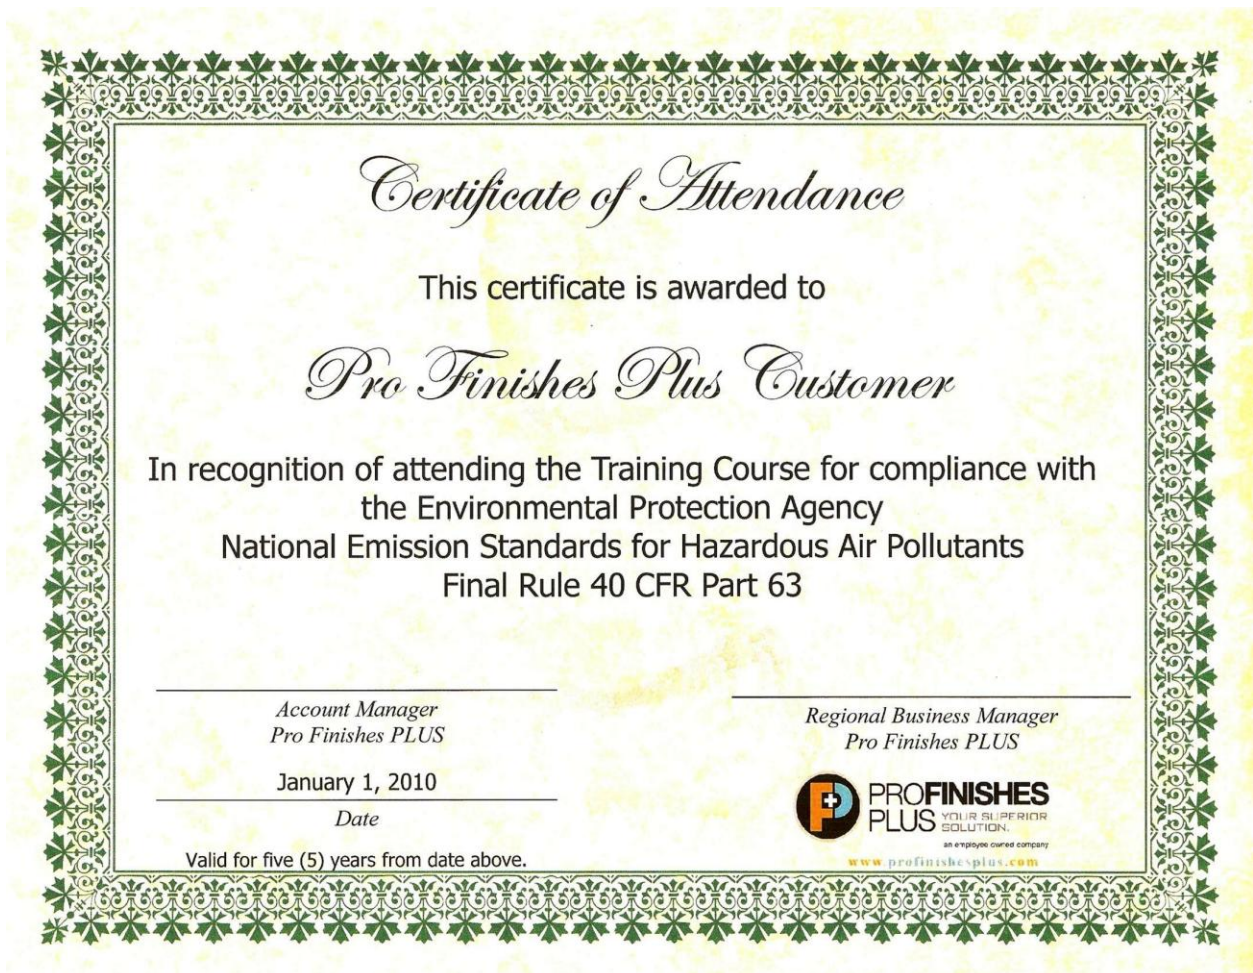 Certificate of Attendance
This certificate is awarded to
Pro Finishes Plus Customer
In recognition of attending the Training Course for compliance with
the Environmental Protection Agency
National Emission Standards for Hazardous Air Pollutants
Final Rule 40 CFR Part 63
Account Manager
Pro Finishes PLUS
January 1, 2010
Date
Valid for five (5) years from date above.
Regional Business Manager
Pro Finishes PLUS
PROFINISHES
PLUS YOUR SUPERIOR
SOLUTION.
an employee owned company
www.profinishesplus.com